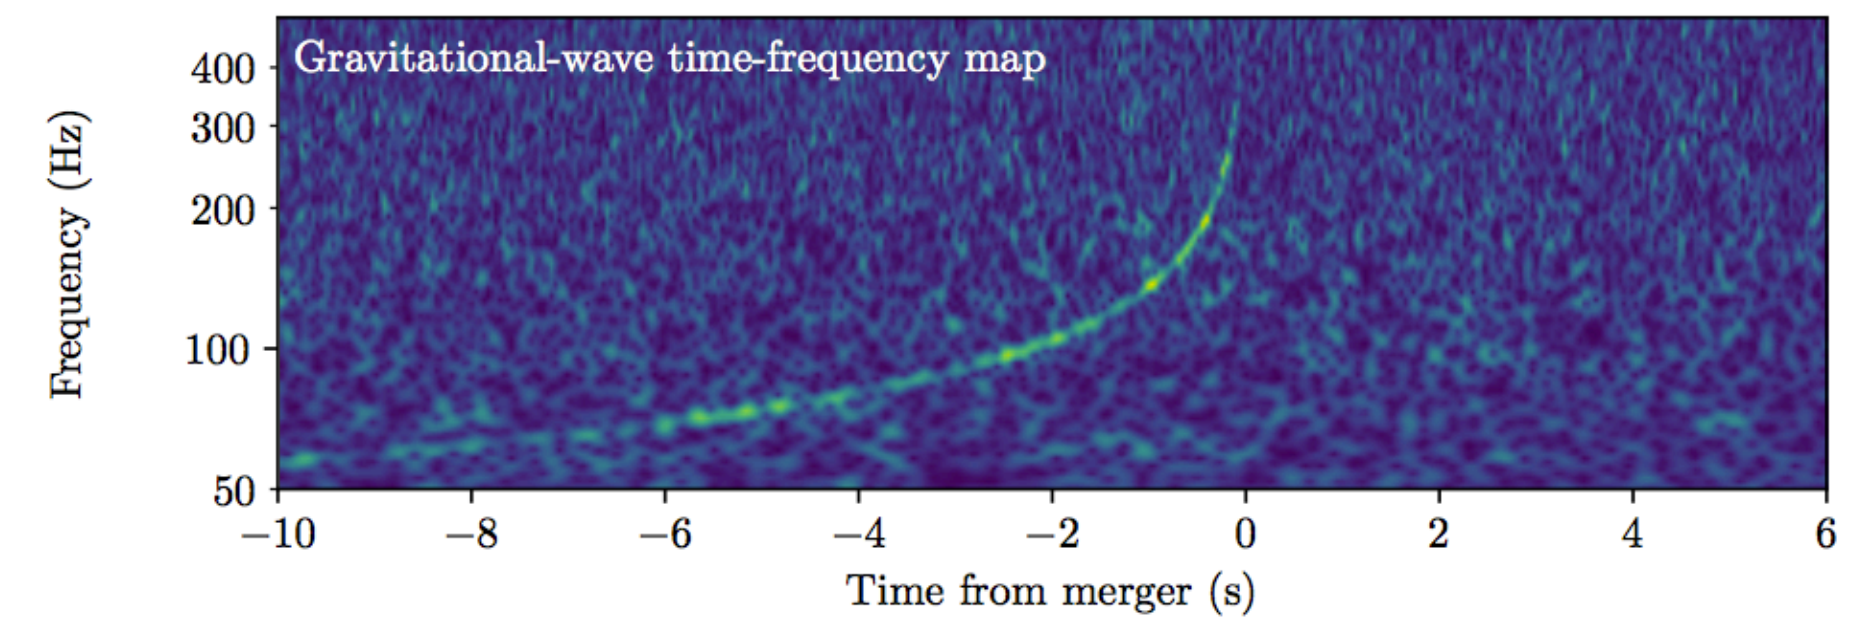 Gravitational-wave time-frequency map
Frequency (Hz)
400
300
200
100
50
−10 −8 −6 −4 −2 0 2 4 6
Time from merger (s)